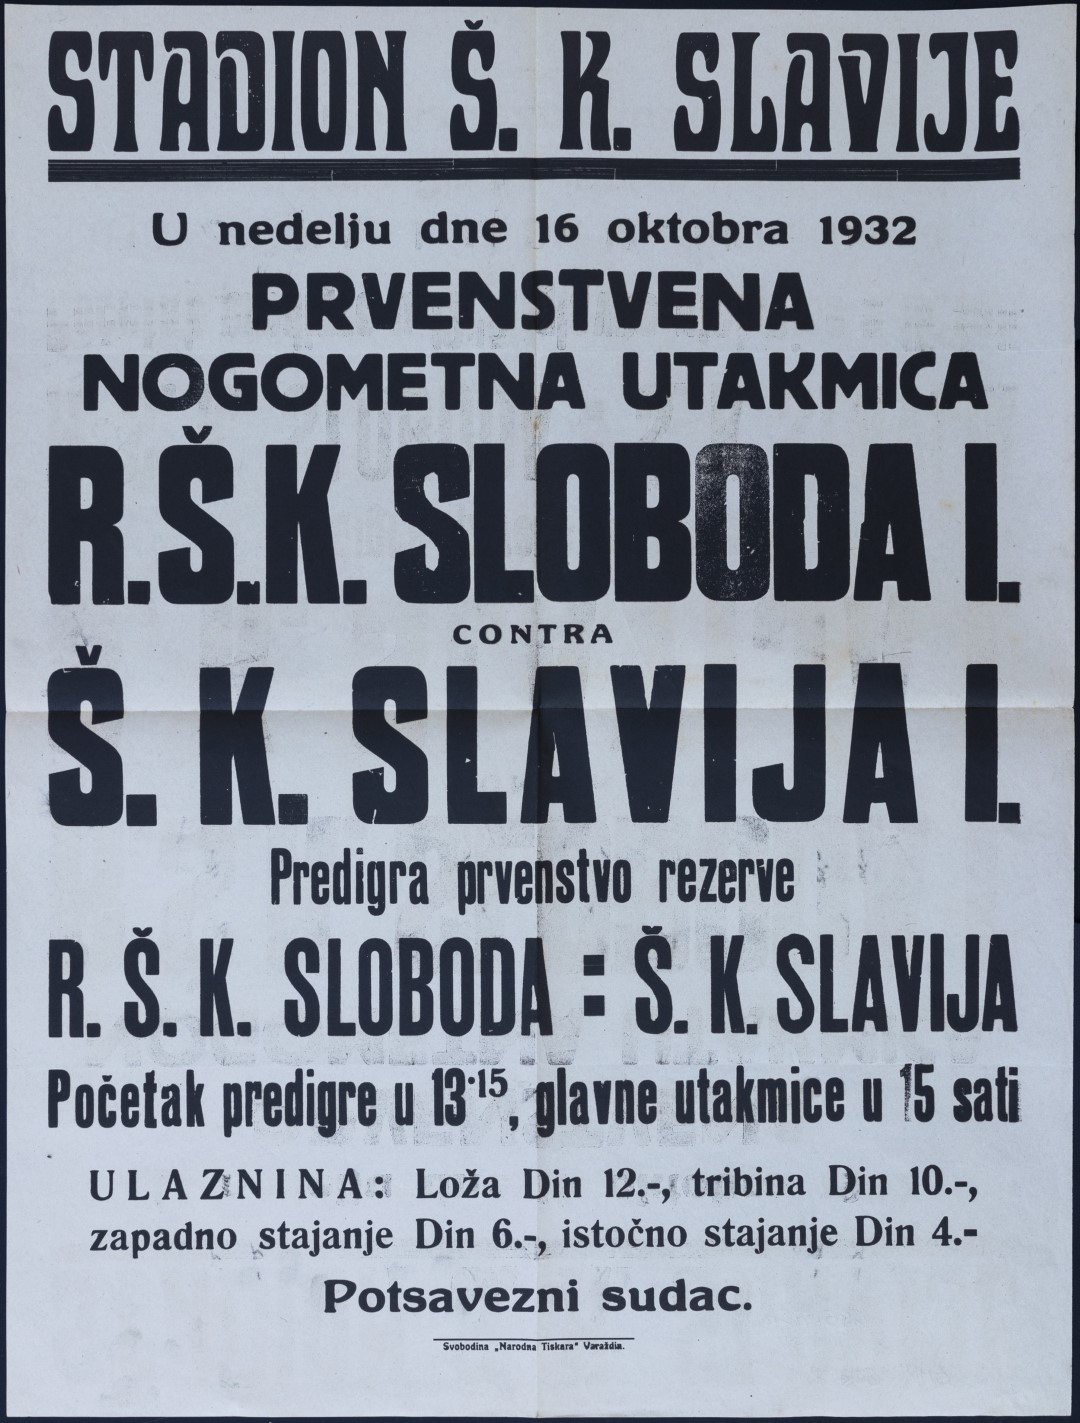 STADION Š. K. SLAVIJE
U nedelju dne 16 oktobra 1932
PRVENSTVENA
NOGOMETNA UTAKMICA
R.Š.K. SLOBODA I.
CONTRA
Š. K. SLAVIJA I.
Predigra prvenstvo rezerve
R. Š. K. SLOBODA = Š. K. SLAVIJA
Početak predigre u 13·15, glavne utakmice u 15 sati
ULAZNINA: Loža Din 12.-, tribina Din 10.-,
zapadno stajanje Din 6.-, istočno stajanje Din 4.-
Potsavezni sudac.
Svobodina „Narodna Tiskara“ Varaždin.